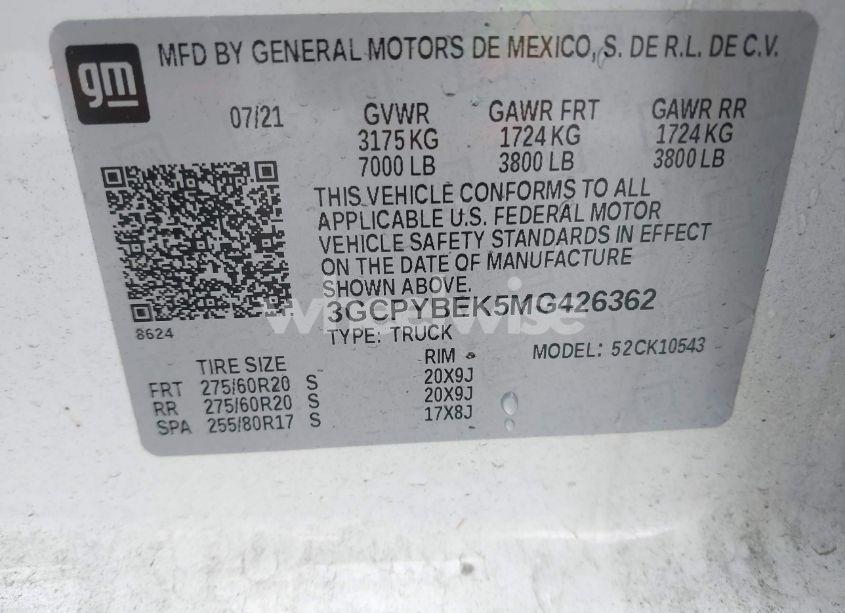 gm
MFD BY GENERAL MOTORS DE MEXICO, S. DE R.L. DE C.V.
07/21 GVWR GAWR FRT GAWR RR
3175 KG 1724 KG 1724 KG
7000 LB 3800 LB 3800 LB
THIS VEHICLE CONFORMS TO ALL
APPLICABLE U.S. FEDERAL MOTOR
VEHICLE SAFETY STANDARDS IN EFFECT
ON THE DATE OF MANUFACTURE
SHOWN ABOVE.
3GCPYBEK5MG426362
8624
TYPE: TRUCK
MODEL: 52CK10543
TIRE SIZE RIM
FRT 275/60R20 S 20X9J
RR 275/60R20 S 20X9J
SPA 255/80R17 S 17X8J